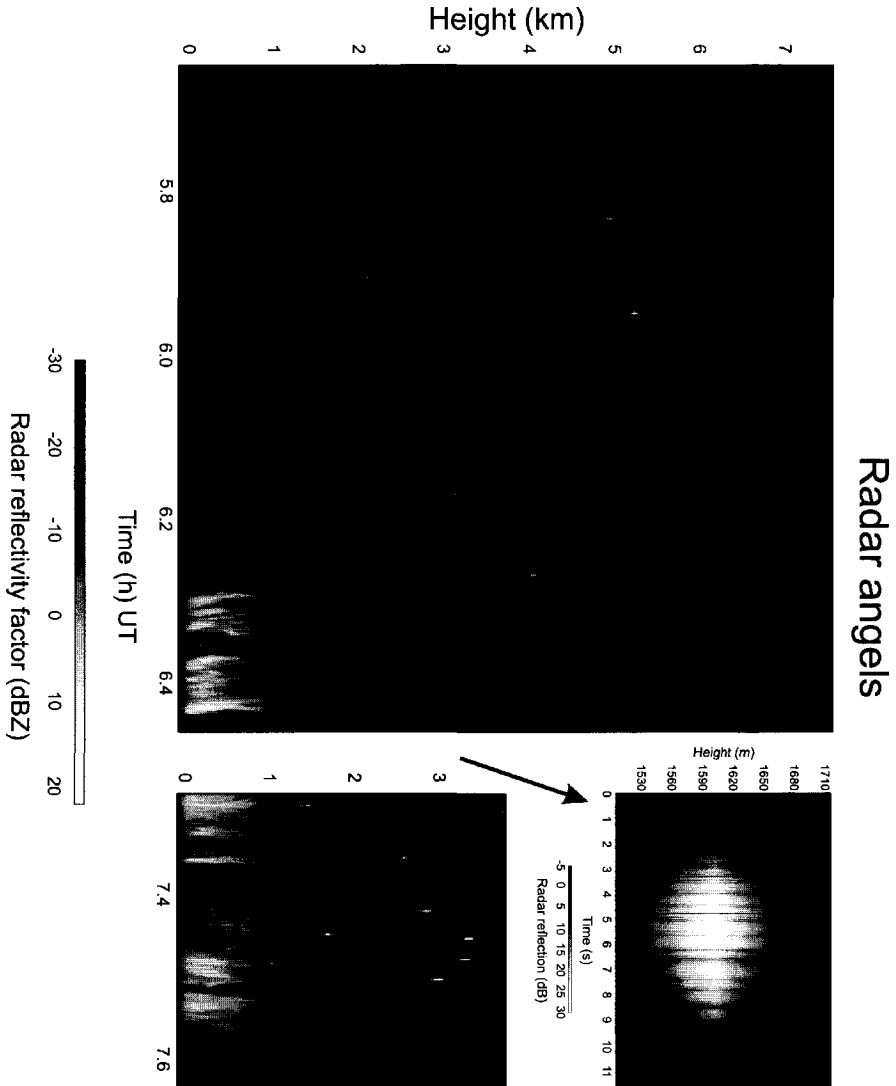 Radar angels
Height (km)
0 1 2 3 4 5 6 7
5.8 6.0 6.2 6.4
Time (h) UT
-30 -20 -10 0 10 20
Radar reflectivity factor (dBZ)
Height (m)
1530 1560 1590 1620 1650 1680 1710
0 1 2 3 4 5 6 7 8 9 10 11
Time (s)
-5 0 5 10 15 20 25 30
Radar reflection (dB)
0 1 2 3
7.4 7.6